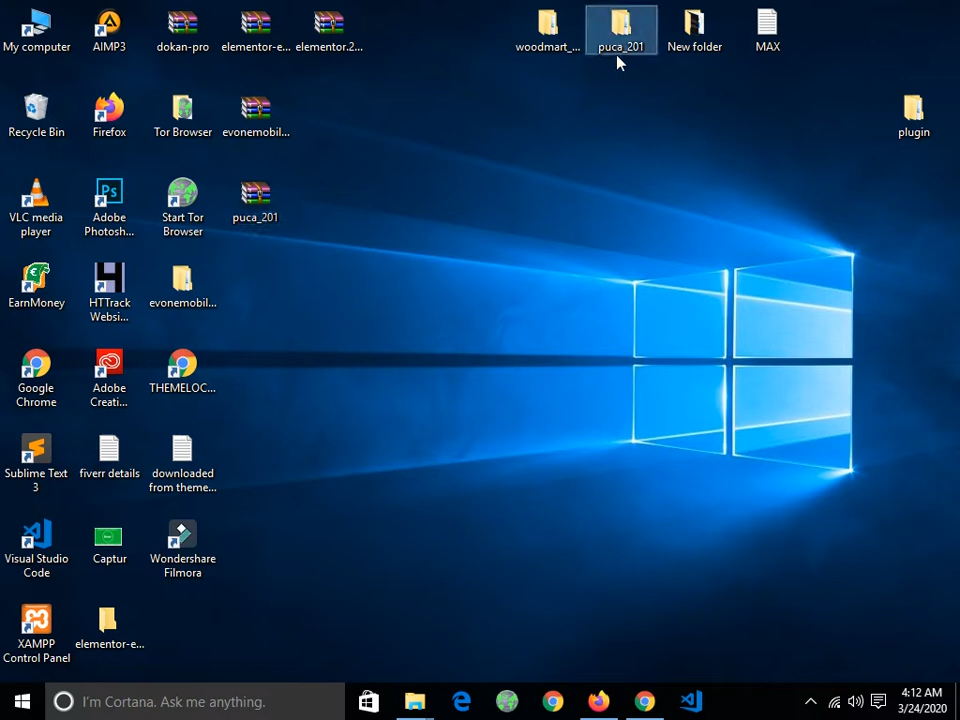 My computer
AIMP3
dokan-pro
elementor-e...
elementor.2...
woodmart_...
puca_201
New folder
MAX
Recycle Bin
Firefox
Tor Browser
evonemobil...
plugin
VLC media
player
Adobe
Photosh...
Start Tor
Browser
puca_201
EarnMoney
HTTrack
Websi...
evonemobil...
Google
Chrome
Adobe
Creati...
THEMELOC...
Sublime Text
3
fiverr details
downloaded
from theme...
Visual Studio
Code
Captur
Wondershare
Filmora
XAMPP
Control Panel
elementor-e...
I'm Cortana. Ask me anything.
4:12 AM
3/24/2020